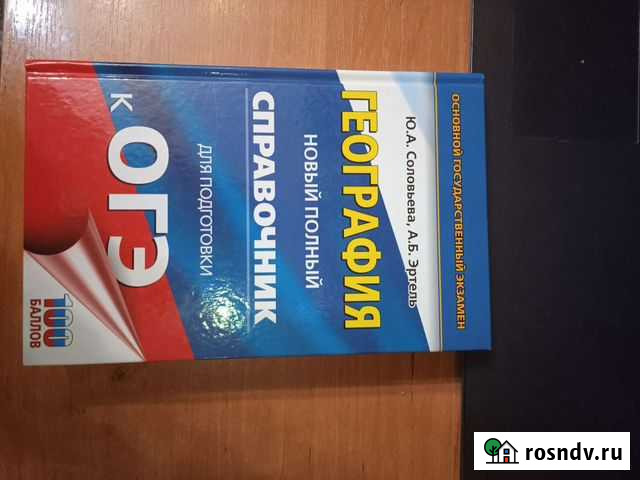 ОСНОВНОЙ ГОСУДАРСТВЕННЫЙ ЭКЗАМЕН
Ю.А. Соловьева, А.Б. Эртель
ГЕОГРАФИЯ
НОВЫЙ ПОЛНЫЙ
СПРАВОЧНИК
ДЛЯ ПОДГОТОВКИ
К ОГЭ
100
БАЛЛОВ
rosndv.ru